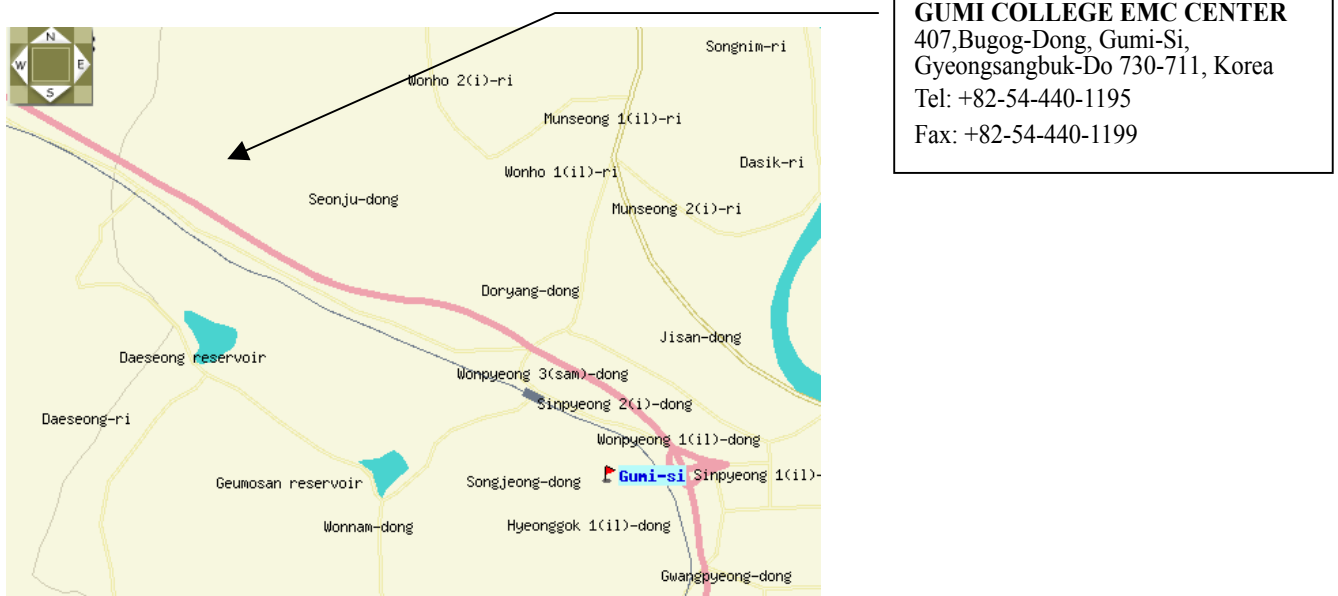 GUMI COLLEGE EMC CENTER
407,Bugog-Dong, Gumi-Si,
Gyeongsangbuk-Do 730-711, Korea
Tel: +82-54-440-1195
Fax: +82-54-440-1199
N
W
E
S
Songnim-ri
Wonho 2(i)-ri
Munseong 1(il)-ri
Dasik-ri
Wonho 1(il)-ri
Seonju-dong
Munseong 2(i)-ri
Doryang-dong
Jisan-dong
Daeseong reservoir
Wonpyeong 3(sam)-dong
Sinpyeong 2(i)-dong
Daeseong-ri
Wonpyeong 1(il)-dong
Gumi-si
Sinpyeong 1(il)-
Geumosan reservoir
Songjeong-dong
Wonnam-dong
Hyeonggok 1(il)-dong
Gwangpyeong-dong